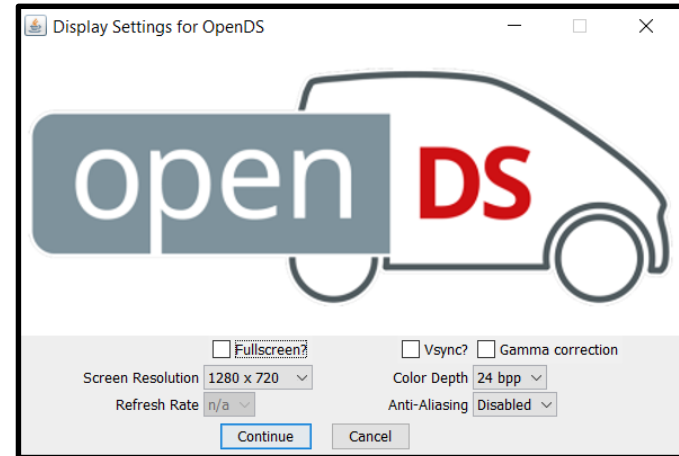 Display Settings for OpenDS
open DS
Fullscreen? Vsync? Gamma correction
Screen Resolution 1280 x 720 Color Depth 24 bpp
Refresh Rate n/a Anti-Aliasing Disabled
Continue Cancel